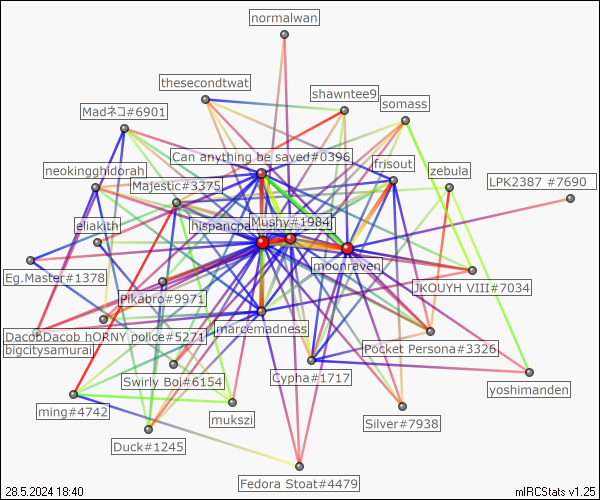 normalwan
thesecondtwat
shawntee9
somass
Madネコ#6901
Can anything be saved#0396
frisout
zebula
neokingghidorah
Majestic#3375
LPK2387 #7690
eliakith
hispancpa
Mushy#1984
moonraven
Eg.Master#1378
JKOUYH VIII#7034
Pikabro#9971
marcemadness
DacobDacob hORNY police#5271
bigcitysamurai
Pocket Persona#3326
Swirly Boi#6154
Cypha#1717
yoshimanden
ming#4742
mukszi
Silver#7938
Duck#1245
Fedora Stoat#4479
28.5.2024 18:40
mIRCStats v1.25